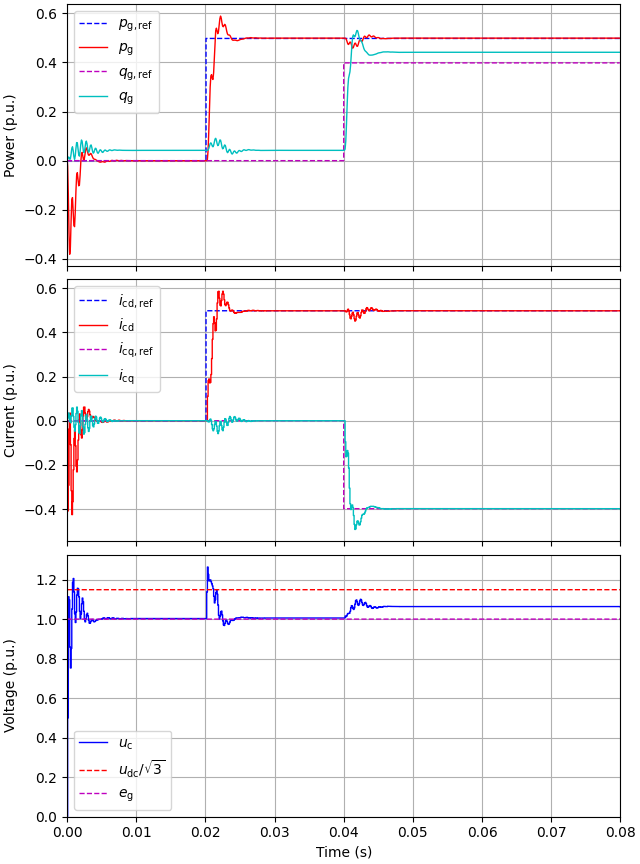 0.6
0.4
0.2
0.0
−0.2
−0.4
Power (p.u.)
p_g,ref
p_g
q_g,ref
q_g
0.6
0.4
0.2
0.0
−0.2
−0.4
Current (p.u.)
i_cd,ref
i_cd
i_cq,ref
i_cq
1.2
1.0
0.8
0.6
0.4
0.2
0.0
Voltage (p.u.)
u_c
u_dc/√3
e_g
0.00 0.01 0.02 0.03 0.04 0.05 0.06 0.07 0.08
Time (s)